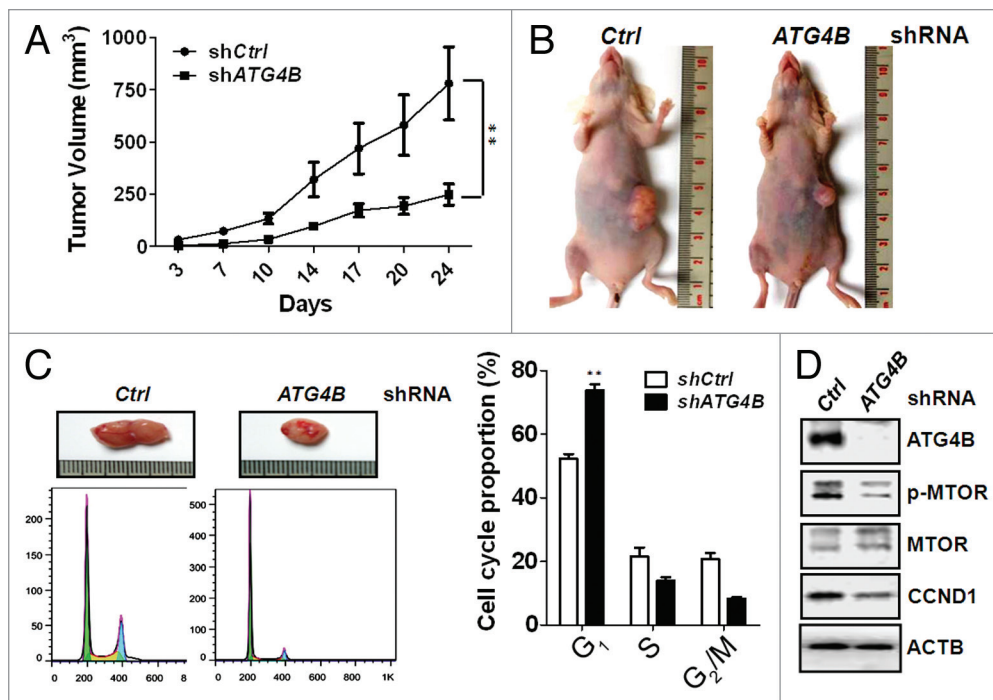 A
Tumor Volume (mm³)
1000
750
500
250
0
shCtrl
shATG4B
**
3 7 10 14 17 20 24
Days
B
Ctrl ATG4B shRNA
C
Ctrl ATG4B shRNA
200
150
100
50
0
0 200 400 600 8
500
400
300
200
100
0
0 200 400 600 800 1K
Cell cycle proportion (%)
80
60
40
20
0
**
shCtrl
shATG4B
G₁ S G₂/M
D
Ctrl ATG4B shRNA
ATG4B
p-MTOR
MTOR
CCND1
ACTB